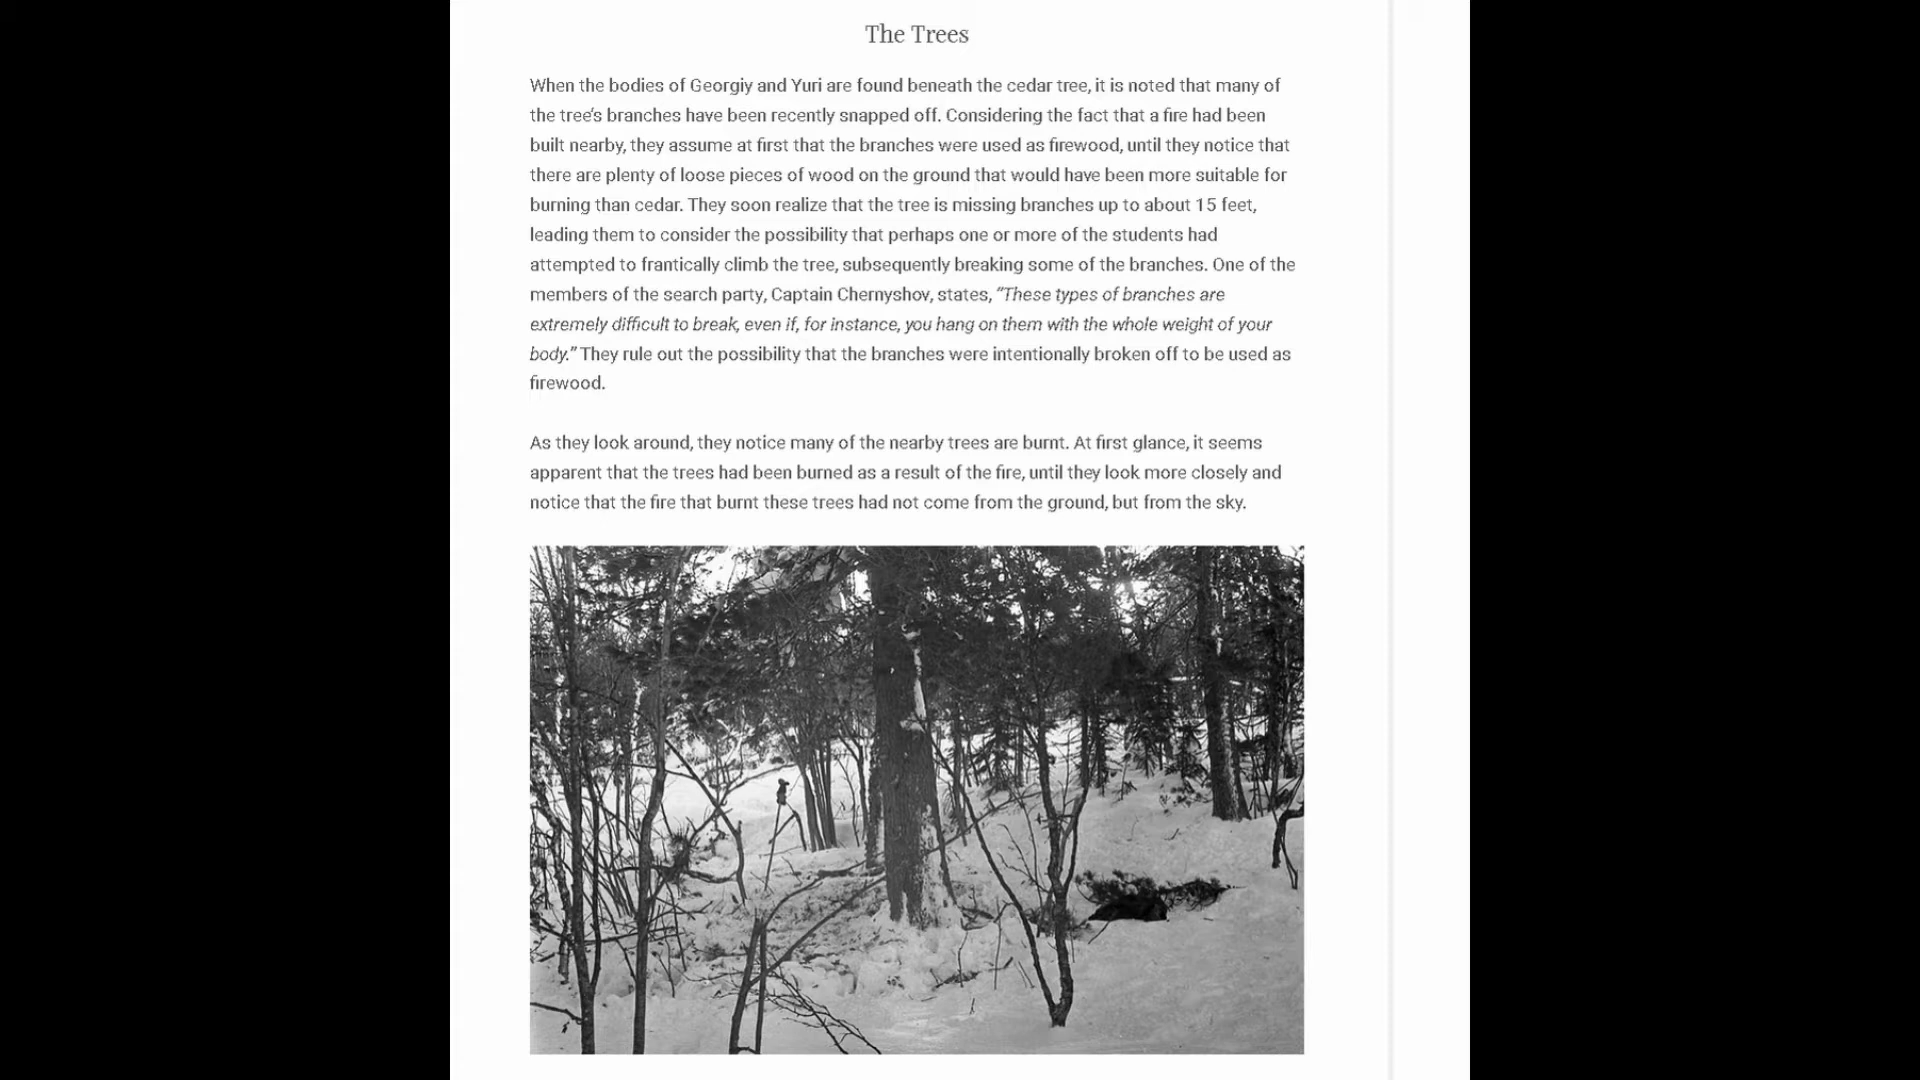 The Trees
When the bodies of Georgiy and Yuri are found beneath the cedar tree, it is noted that many of
the tree's branches have been recently snapped off. Considering the fact that a fire had been
built nearby, they assume at first that the branches were used as firewood, until they notice that
there are plenty of loose pieces of wood on the ground that would have been more suitable for
burning than cedar. They soon realize that the tree is missing branches up to about 15 feet,
leading them to consider the possibility that perhaps one or more of the students had
attempted to frantically climb the tree, subsequently breaking some of the branches. One of the
members of the search party, Captain Chernyshov, states, “These types of branches are
extremely difficult to break, even if, for instance, you hang on them with the whole weight of your
body.” They rule out the possibility that the branches were intentionally broken off to be used as
firewood.
As they look around, they notice many of the nearby trees are burnt. At first glance, it seems
apparent that the trees had been burned as a result of the fire, until they look more closely and
notice that the fire that burnt these trees had not come from the ground, but from the sky.